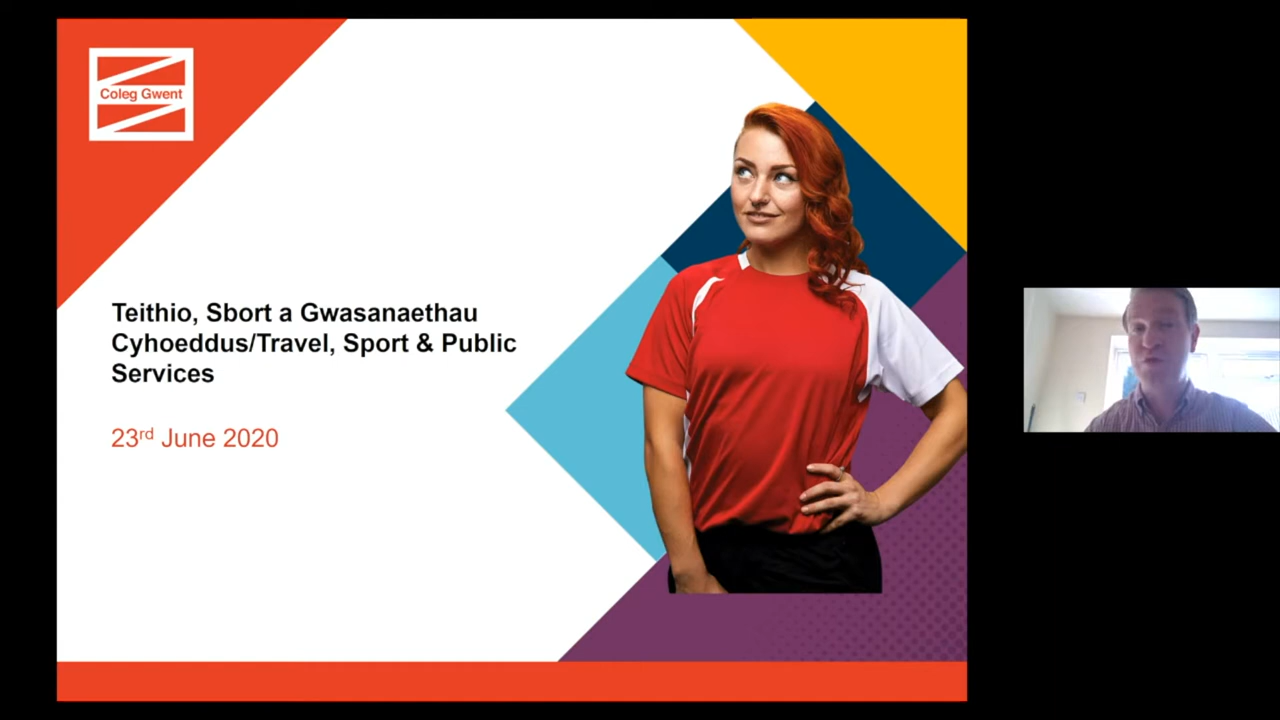 Coleg Gwent
Teithio, Sbort a Gwasanaethau
Cyhoeddus/Travel, Sport & Public
Services
23rd June 2020